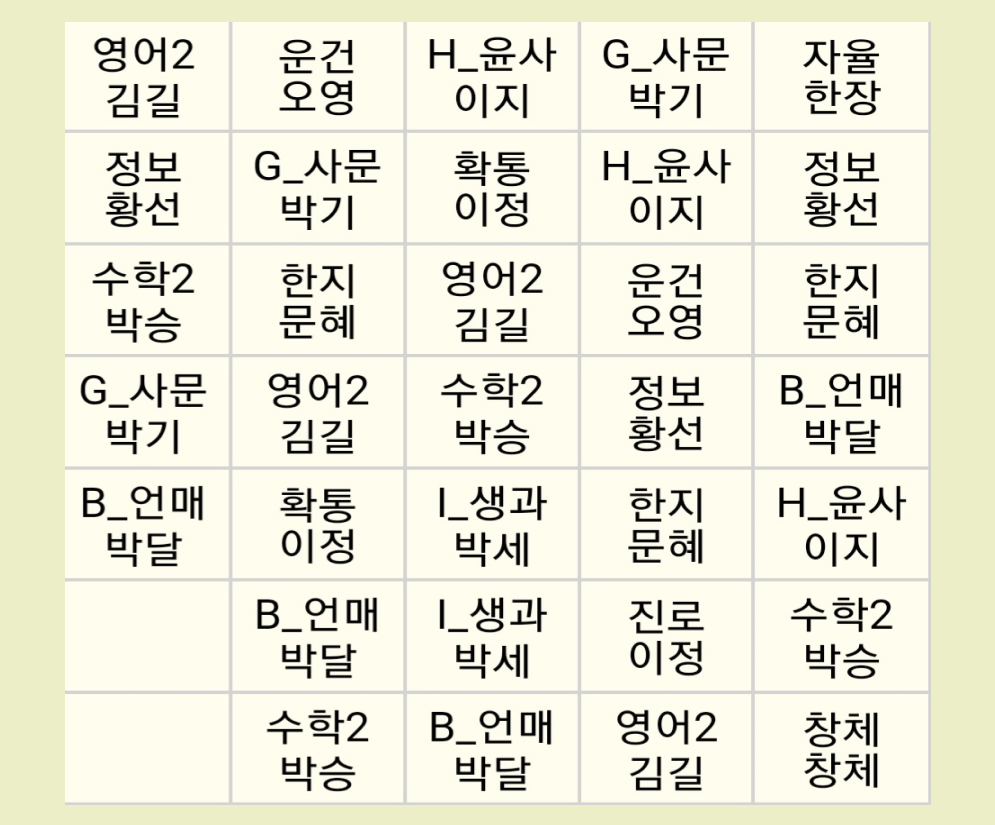 영어2 운건 H_윤사 G_사문 자율
김길 오영 이지 박기 한장
정보 G_사문 확통 H_윤사 정보
황선 박기 이정 이지 황선
수학2 한지 영어2 운건 한지
박승 문혜 김길 오영 문혜
G_사문 영어2 수학2 정보 B_언매
박기 김길 박승 황선 박달
B_언매 확통 I_생과 한지 H_윤사
박달 이정 박세 문혜 이지
B_언매 I_생과 진로 수학2
박달 박세 이정 박승
수학2 B_언매 영어2 창체
박승 박달 김길 창체